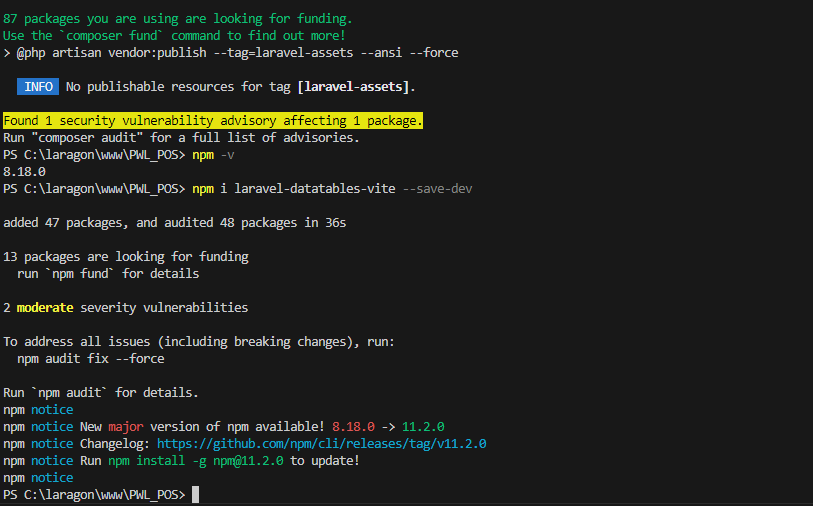 87 packages you are using are looking for funding.
Use the `composer fund` command to find out more!
> @php artisan vendor:publish --tag=laravel-assets --ansi --force
INFO No publishable resources for tag [laravel-assets].
Found 1 security vulnerability advisory affecting 1 package.
Run "composer audit" for a full list of advisories.
PS C:\laragon\www\PWL_POS> npm -v
8.18.0
PS C:\laragon\www\PWL_POS> npm i laravel-datatables-vite --save-dev
added 47 packages, and audited 48 packages in 36s
13 packages are looking for funding
run `npm fund` for details
2 moderate severity vulnerabilities
To address all issues (including breaking changes), run:
npm audit fix --force
Run `npm audit` for details.
npm notice
npm notice New major version of npm available! 8.18.0 -> 11.2.0
npm notice Changelog: https://github.com/npm/cli/releases/tag/v11.2.0
npm notice Run npm install -g npm@11.2.0 to update!
npm notice
PS C:\laragon\www\PWL_POS>